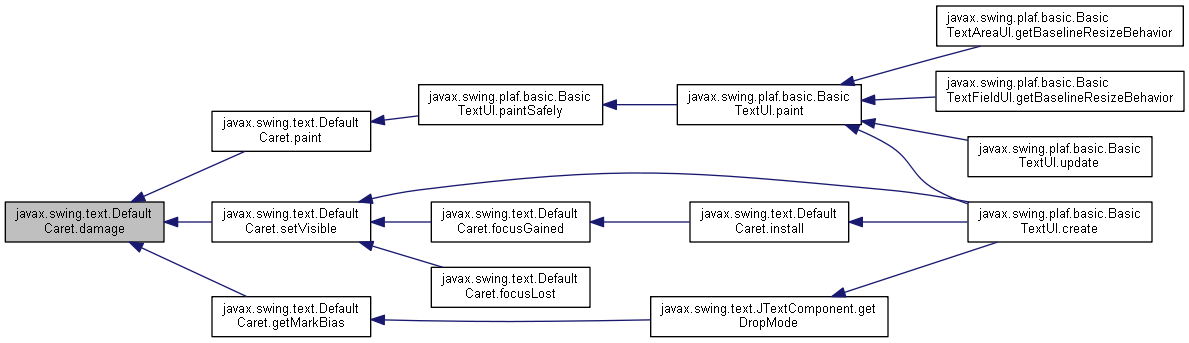 javax.swing.plaf.basic.Basic
TextAreaUI.getBaselineResizeBehavior
javax.swing.plaf.basic.Basic
TextUI.paintSafely
javax.swing.plaf.basic.Basic
TextUI.paint
javax.swing.plaf.basic.Basic
TextFieldUI.getBaselineResizeBehavior
javax.swing.text.Default
Caret.paint
javax.swing.plaf.basic.Basic
TextUI.update
javax.swing.text.Default
Caret.damage
javax.swing.text.Default
Caret.setVisible
javax.swing.text.Default
Caret.focusGained
javax.swing.text.Default
Caret.install
javax.swing.plaf.basic.Basic
TextUI.create
javax.swing.text.Default
Caret.focusLost
javax.swing.text.Default
Caret.getMarkBias
javax.swing.text.JTextComponent.get
DropMode